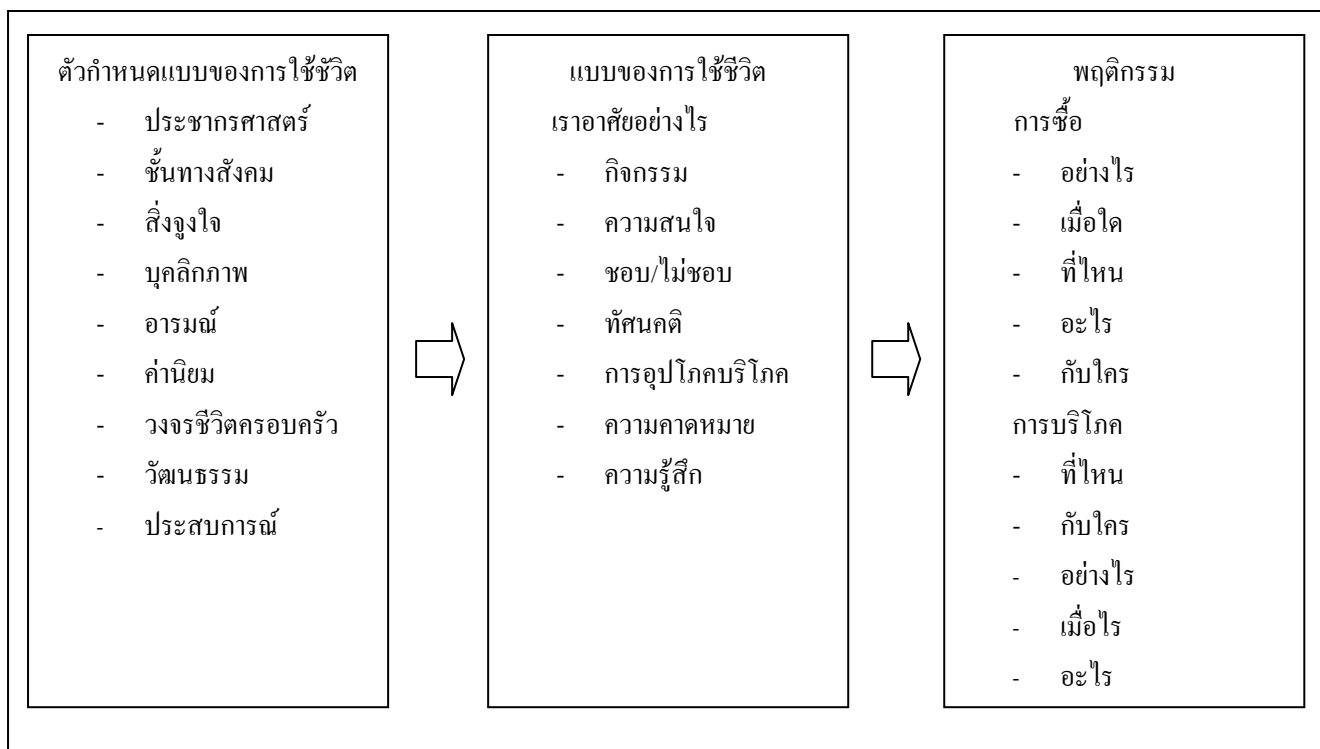 ตัวกำหนดแบบของการใช้ชัวิต
- ประชากรศาสตร์
- ชั้นทางสังคม
- สิ่งจูงใจ
- บุคลิกภาพ
- อารมณ์
- ค่านิยม
- วงจรชีวิตครอบครัว
- วัฒนธรรม
- ประสบการณ์
แบบของการใช้ชีวิต
เราอาศัยอย่างไร
- กิจกรรม
- ความสนใจ
- ชอบ/ไม่ชอบ
- ทัศนคติ
- การอุปโภคบริโภค
- ความคาดหมาย
- ความรู้สึก
พฤติกรรม
การซื้อ
- อย่างไร
- เมื่อใด
- ที่ไหน
- อะไร
- กับใคร
การบริโภค
- ที่ไหน
- กับใคร
- อย่างไร
- เมื่อไร
- อะไร